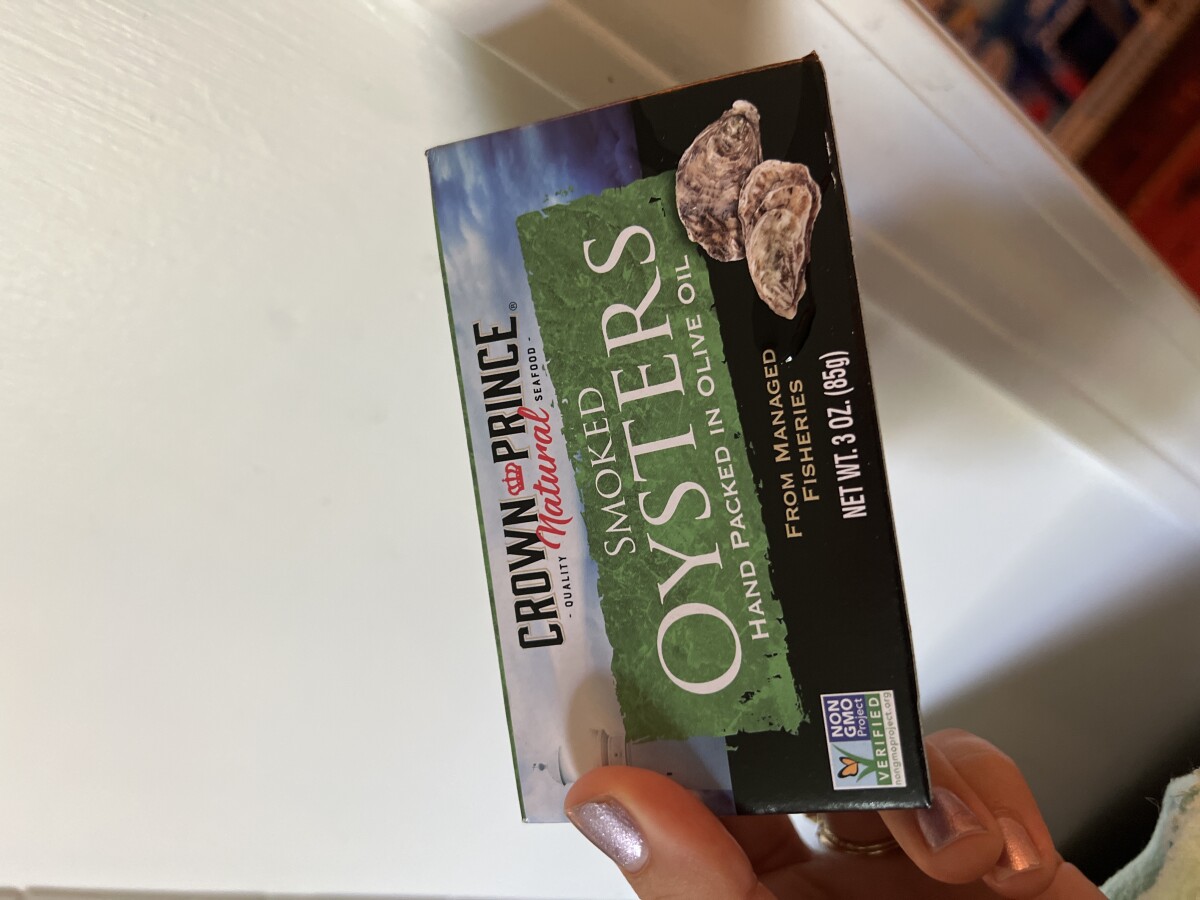 CROWN PRINCE®
Natural
- QUALITY SEAFOOD -
SMOKED
OYSTERS
HAND PACKED IN OLIVE OIL
FROM MANAGED
FISHERIES
NET WT. 3 OZ. (85g)
NON
GMO
Project
VERIFIED
nongmoproject.org